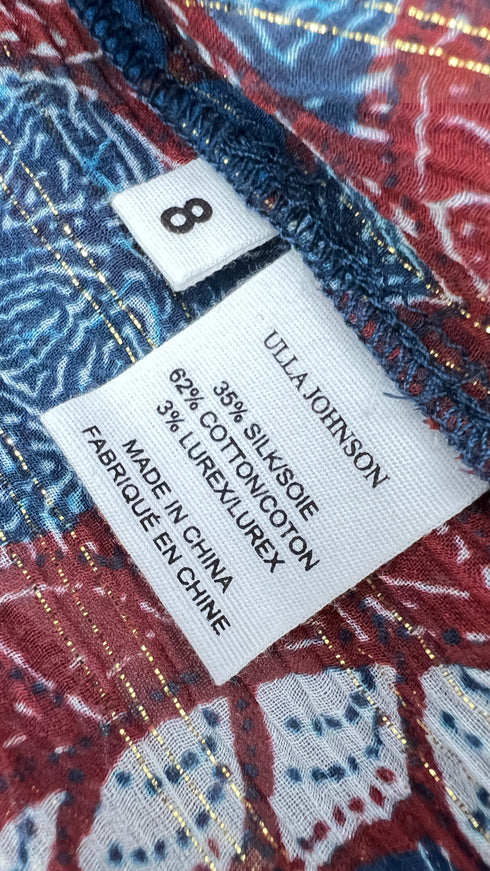 8
ULLA JOHNSON
35% SILK/SOIE
62% COTTON/COTON
3% LUREX/LUREX
MADE IN CHINA
FABRIQUÉ EN CHINE